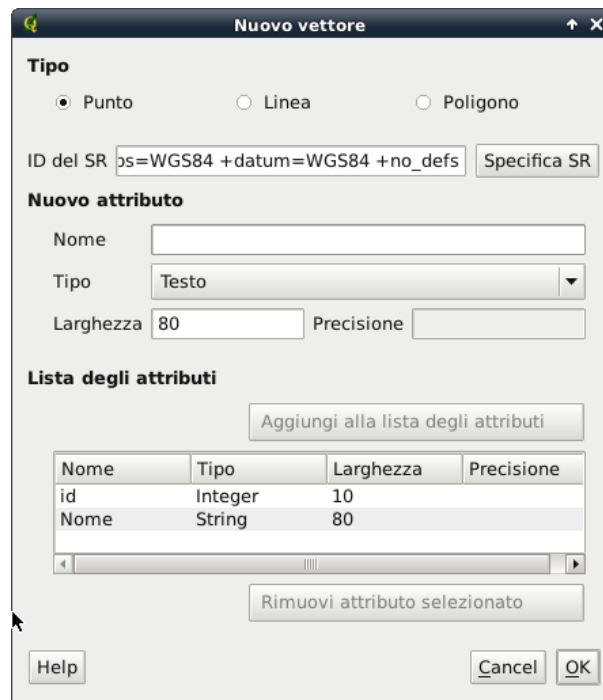 Nuovo vettore
Tipo
Punto Linea Poligono
ID del SR os=WGS84 +datum=WGS84 +no_defs Specifica SR
Nuovo attributo
Nome
Tipo Testo
Larghezza 80 Precisione
Lista degli attributi
Aggiungi alla lista degli attributi
Nome Tipo Larghezza Precisione
id Integer 10
Nome String 80
Rimuovi attributo selezionato
Help Cancel OK